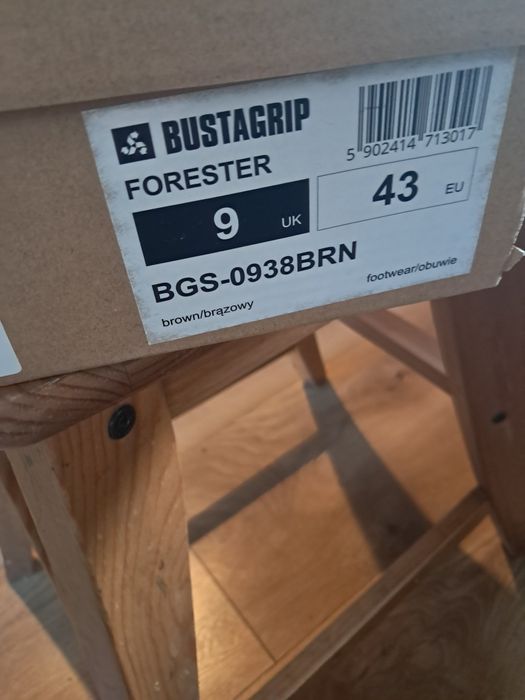 BUSTAGRIP
5 902414 713017
FORESTER
9 UK
43 EU
BGS-0938BRN
brown/brązowy
footwear/obuwie